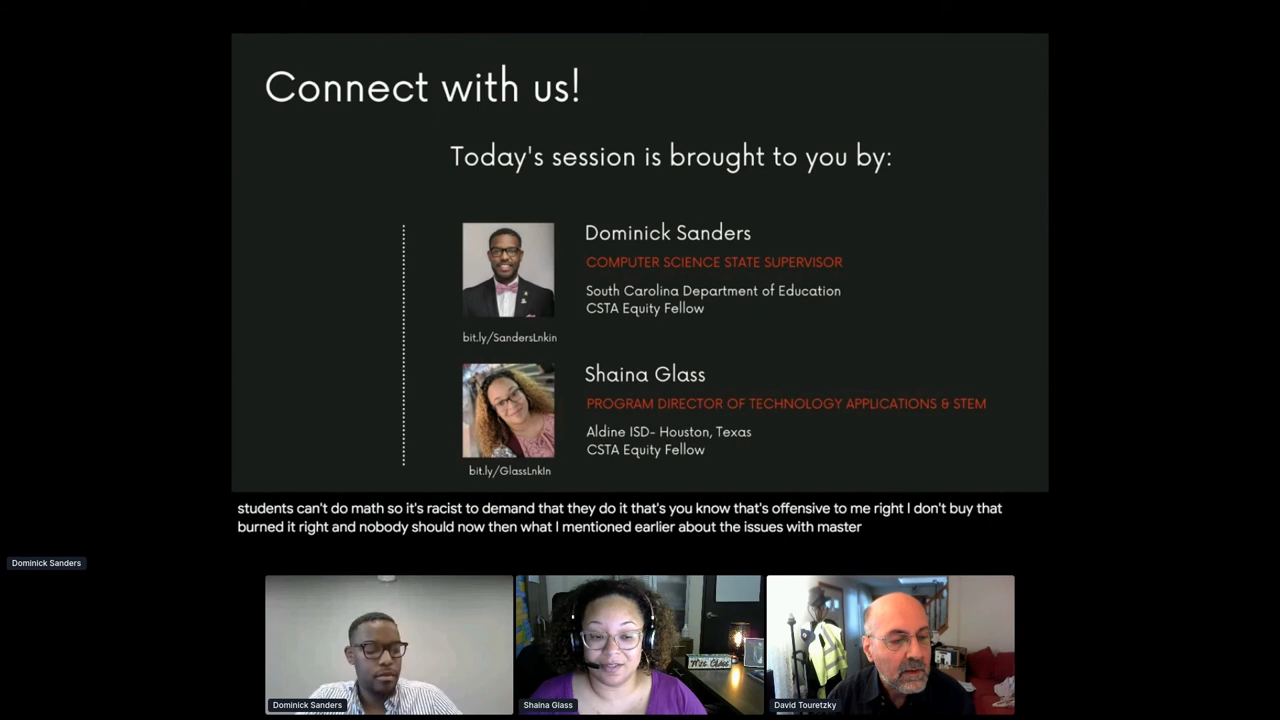 Connect with us!
Today's session is brought to you by:
Dominick Sanders
COMPUTER SCIENCE STATE SUPERVISOR
South Carolina Department of Education
CSTA Equity Fellow
bit.ly/SandersLnkin
Shaina Glass
PROGRAM DIRECTOR OF TECHNOLOGY APPLICATIONS & STEM
Aldine ISD- Houston, Texas
CSTA Equity Fellow
bit.ly/GlassLnkIn
students can't do math so it's racist to demand that they do it that's you know that's offensive to me right I don't buy that
burned it right and nobody should now then what I mentioned earlier about the issues with master
Dominick Sanders
Dominick Sanders
Shaina Glass
David Touretzky